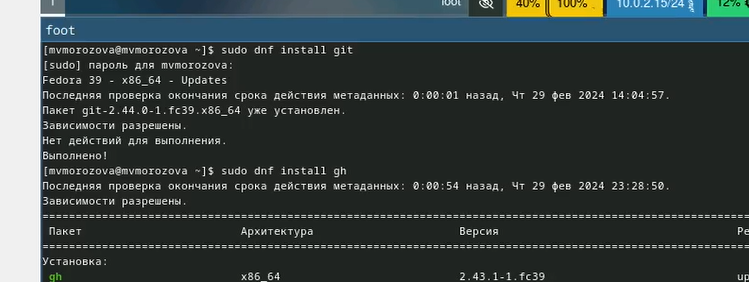 foot 40% 100% 10.0.2.15/24 12%
foot
[mvmorozova@mvmorozova ~]$ sudo dnf install git
[sudo] пароль для mvmorozova:
Fedora 39 - x86_64 - Updates
Последняя проверка окончания срока действия метаданных: 0:00:01 назад, Чт 29 фев 2024 14:04:57.
Пакет git-2.44.0-1.fc39.x86_64 уже установлен.
Зависимости разрешены.
Нет действий для выполнения.
Выполнено!
[mvmorozova@mvmorozova ~]$ sudo dnf install gh
Последняя проверка окончания срока действия метаданных: 0:00:54 назад, Чт 29 фев 2024 23:28:50.
Зависимости разрешены.
Пакет Архитектура Версия Ре
Установка:
gh x86_64 2.43.1-1.fc39 up